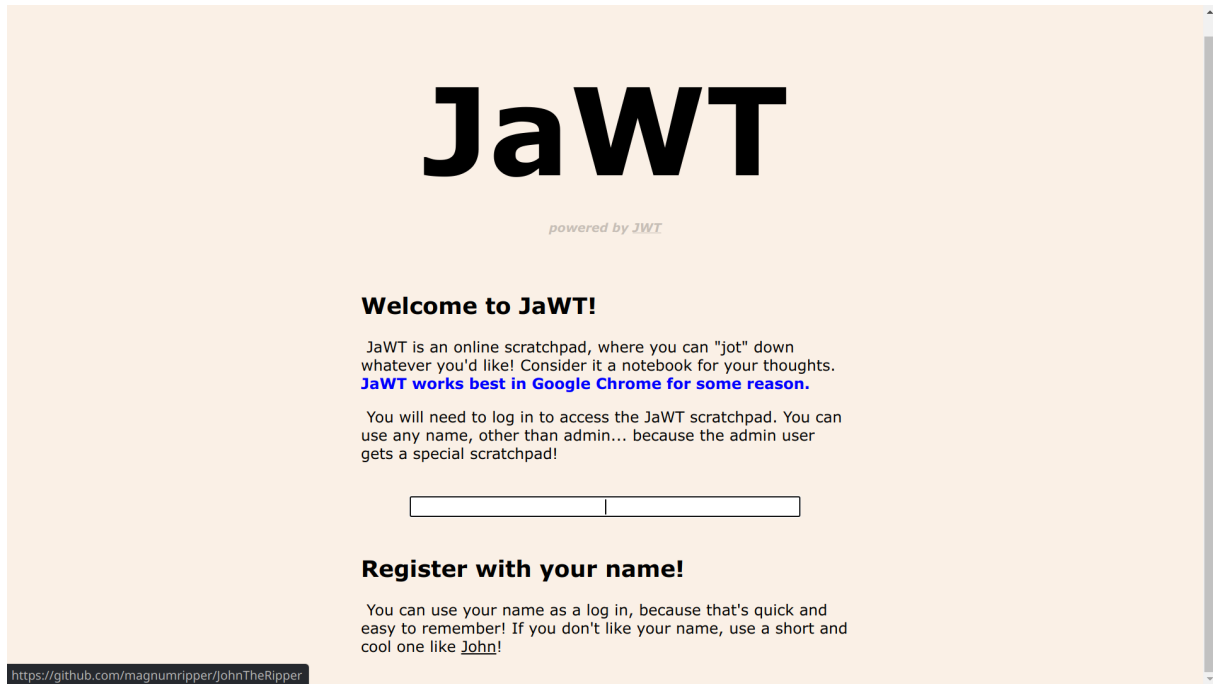 JaWT
powered by JWT
Welcome to JaWT!
JaWT is an online scratchpad, where you can "jot" down
whatever you'd like! Consider it a notebook for your thoughts.
JaWT works best in Google Chrome for some reason.
You will need to log in to access the JaWT scratchpad. You can
use any name, other than admin... because the admin user
gets a special scratchpad!
Register with your name!
You can use your name as a log in, because that's quick and
easy to remember! If you don't like your name, use a short and
cool one like John!
https://github.com/magnumripper/JohnTheRipper